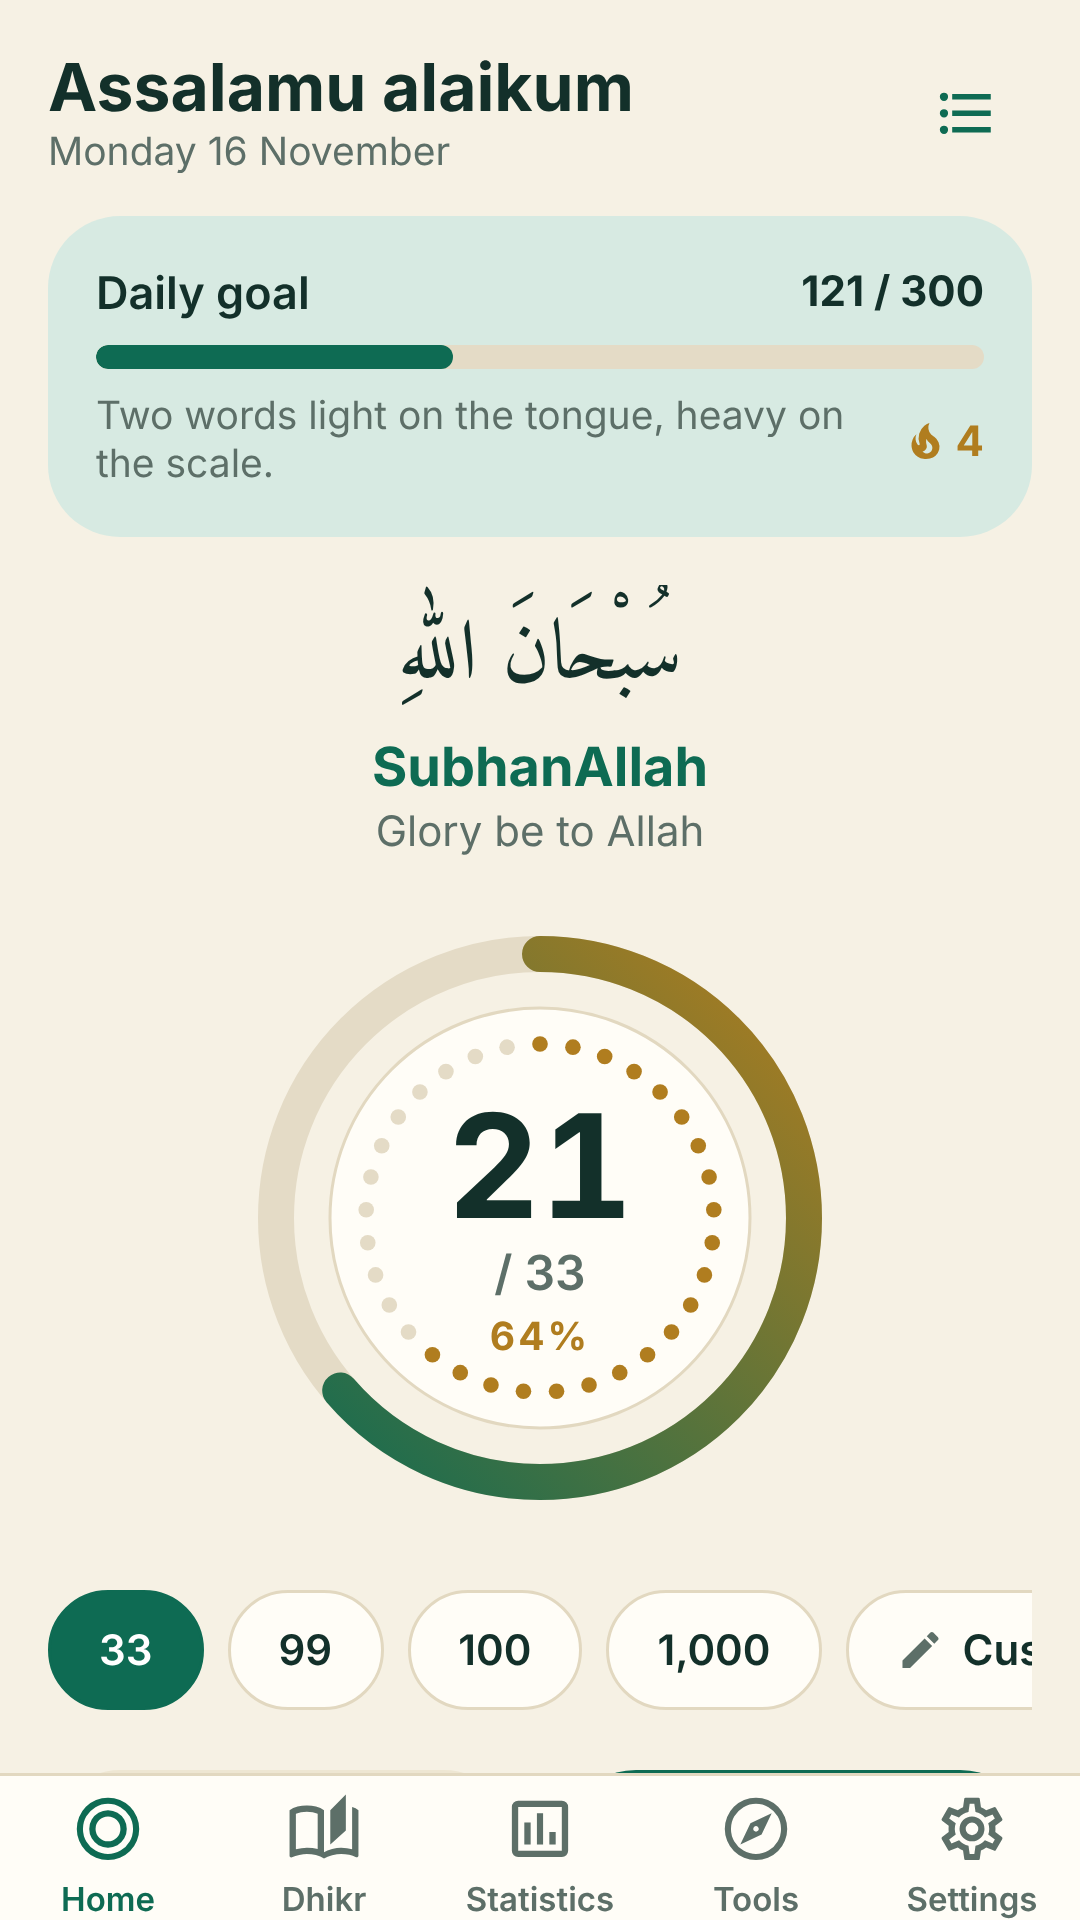 Assalamu alaikum
Monday 16 November
Daily goal
121 / 300
Two words light on the tongue, heavy on
the scale.
4
سُبْحَانَ اللّٰهِ
SubhanAllah
Glory be to Allah
21
/ 33
64%
33
99
100
1,000
Cus
Home
Dhikr
Statistics
Tools
Settings